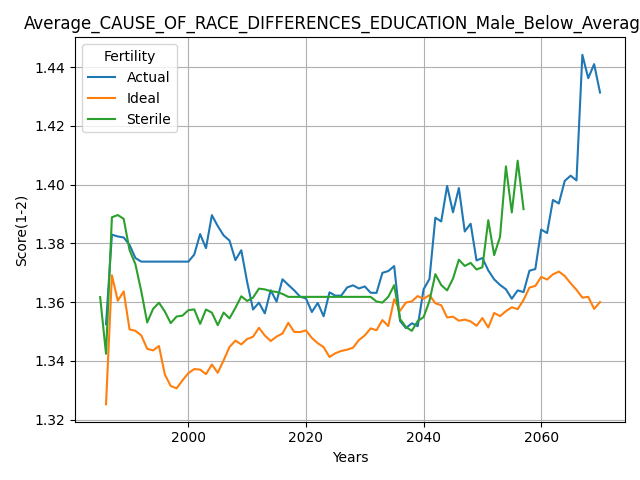 Average_CAUSE_OF_RACE_DIFFERENCES_EDUCATION_Male_Below_Averag
Fertility
Actual
Ideal
Sterile
Score(1-2)
1.44
1.42
1.40
1.38
1.36
1.34
1.32
2000 2020 2040 2060
Years